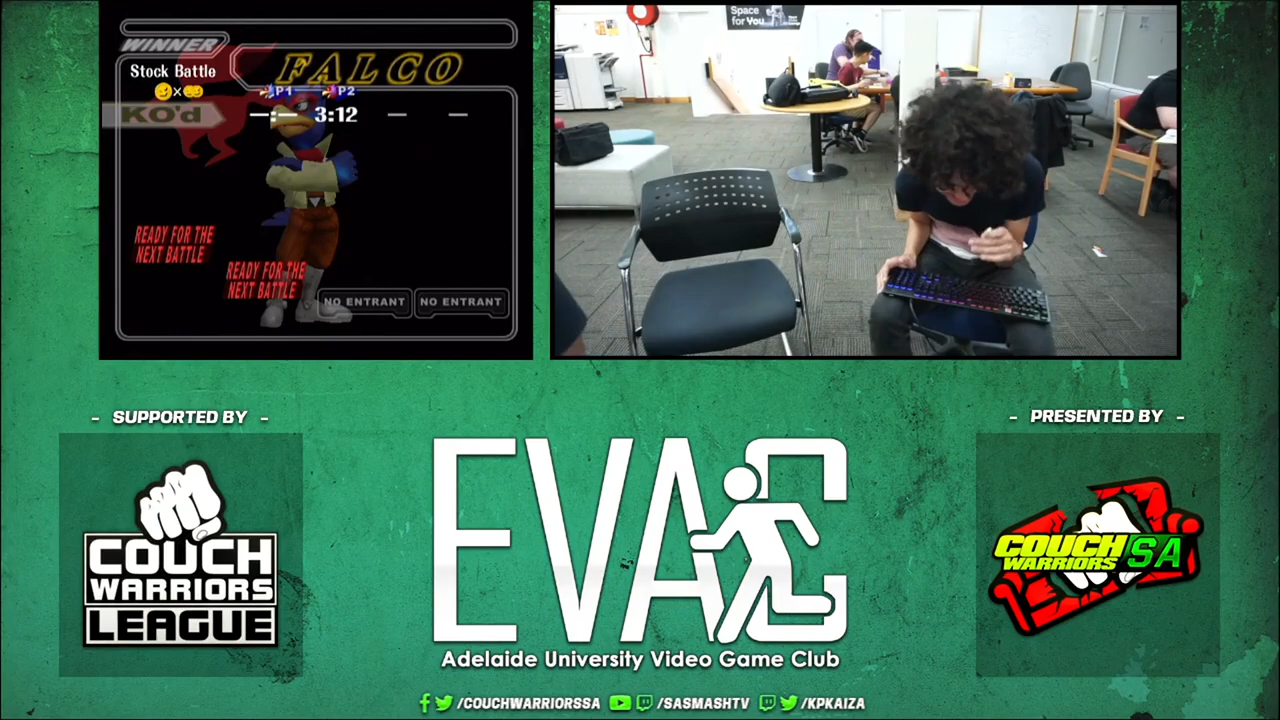 WINNER
Stock Battle
FALCO
P1 P2
KO'd
-:- 3:12 - -
READY FOR THE
NEXT BATTLE
READY FOR THE
NEXT BATTLE
NO ENTRANT
NO ENTRANT
Space
for You
- SUPPORTED BY -
COUCH
WARRIORS
LEAGUE
EVAC
Adelaide University Video Game Club
- PRESENTED BY -
COUCH
WARRIORS
SA
/COUCHWARRIORSSA /SASMASHTV /KPKAIZA